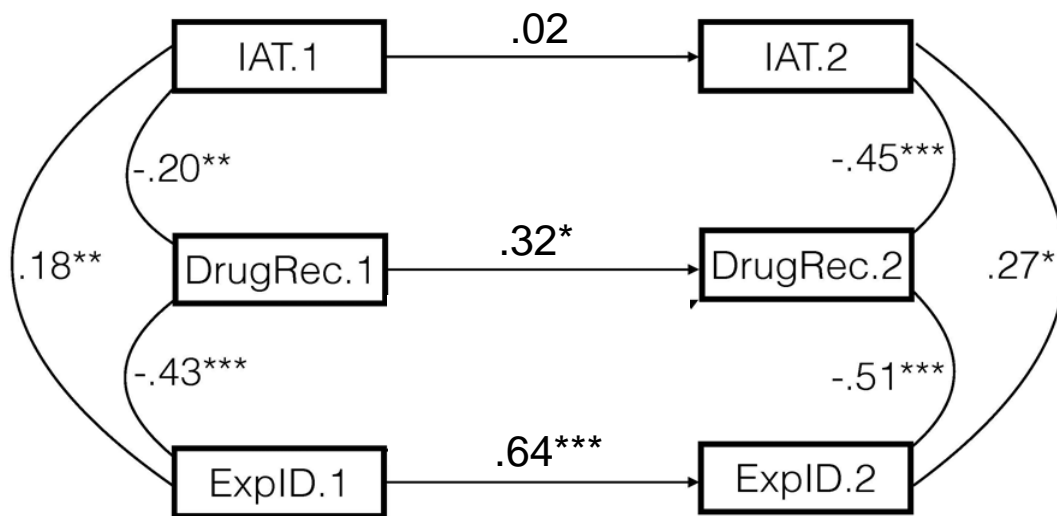 .02
IAT.1
IAT.2
-.20**
-.45***
.32*
.18**
DrugRec.1
DrugRec.2
.27*
-.43***
-.51***
.64***
ExpID.1
ExpID.2